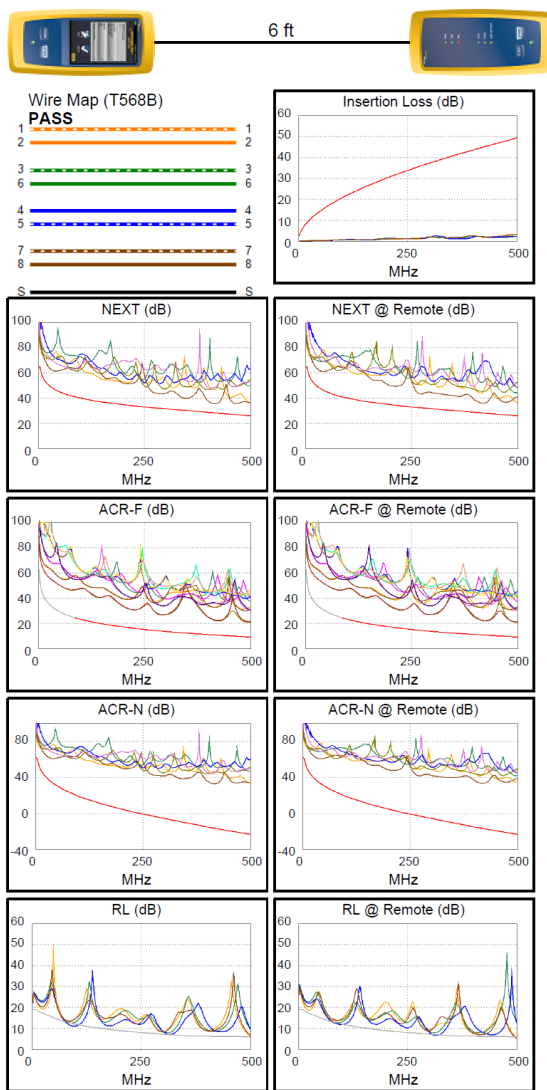 6 ft
Wire Map (T568B)
PASS
1 1
2 2
3 3
6 6
4 4
5 5
7 7
8 8
S S
Insertion Loss (dB)
60
50
40
30
20
10
0
0 250 500
MHz
NEXT (dB)
100
80
60
40
20
0
0 250 500
MHz
NEXT @ Remote (dB)
100
80
60
40
20
0
0 250 500
MHz
ACR-F (dB)
100
80
60
40
20
0
0 250 500
MHz
ACR-F @ Remote (dB)
100
80
60
40
20
0
0 250 500
MHz
ACR-N (dB)
80
40
0
-40
0 250 500
MHz
ACR-N @ Remote (dB)
80
40
0
-40
0 250 500
MHz
RL (dB)
60
50
40
30
20
10
0
0 250 500
MHz
RL @ Remote (dB)
60
50
40
30
20
10
0
0 250 500
MHz